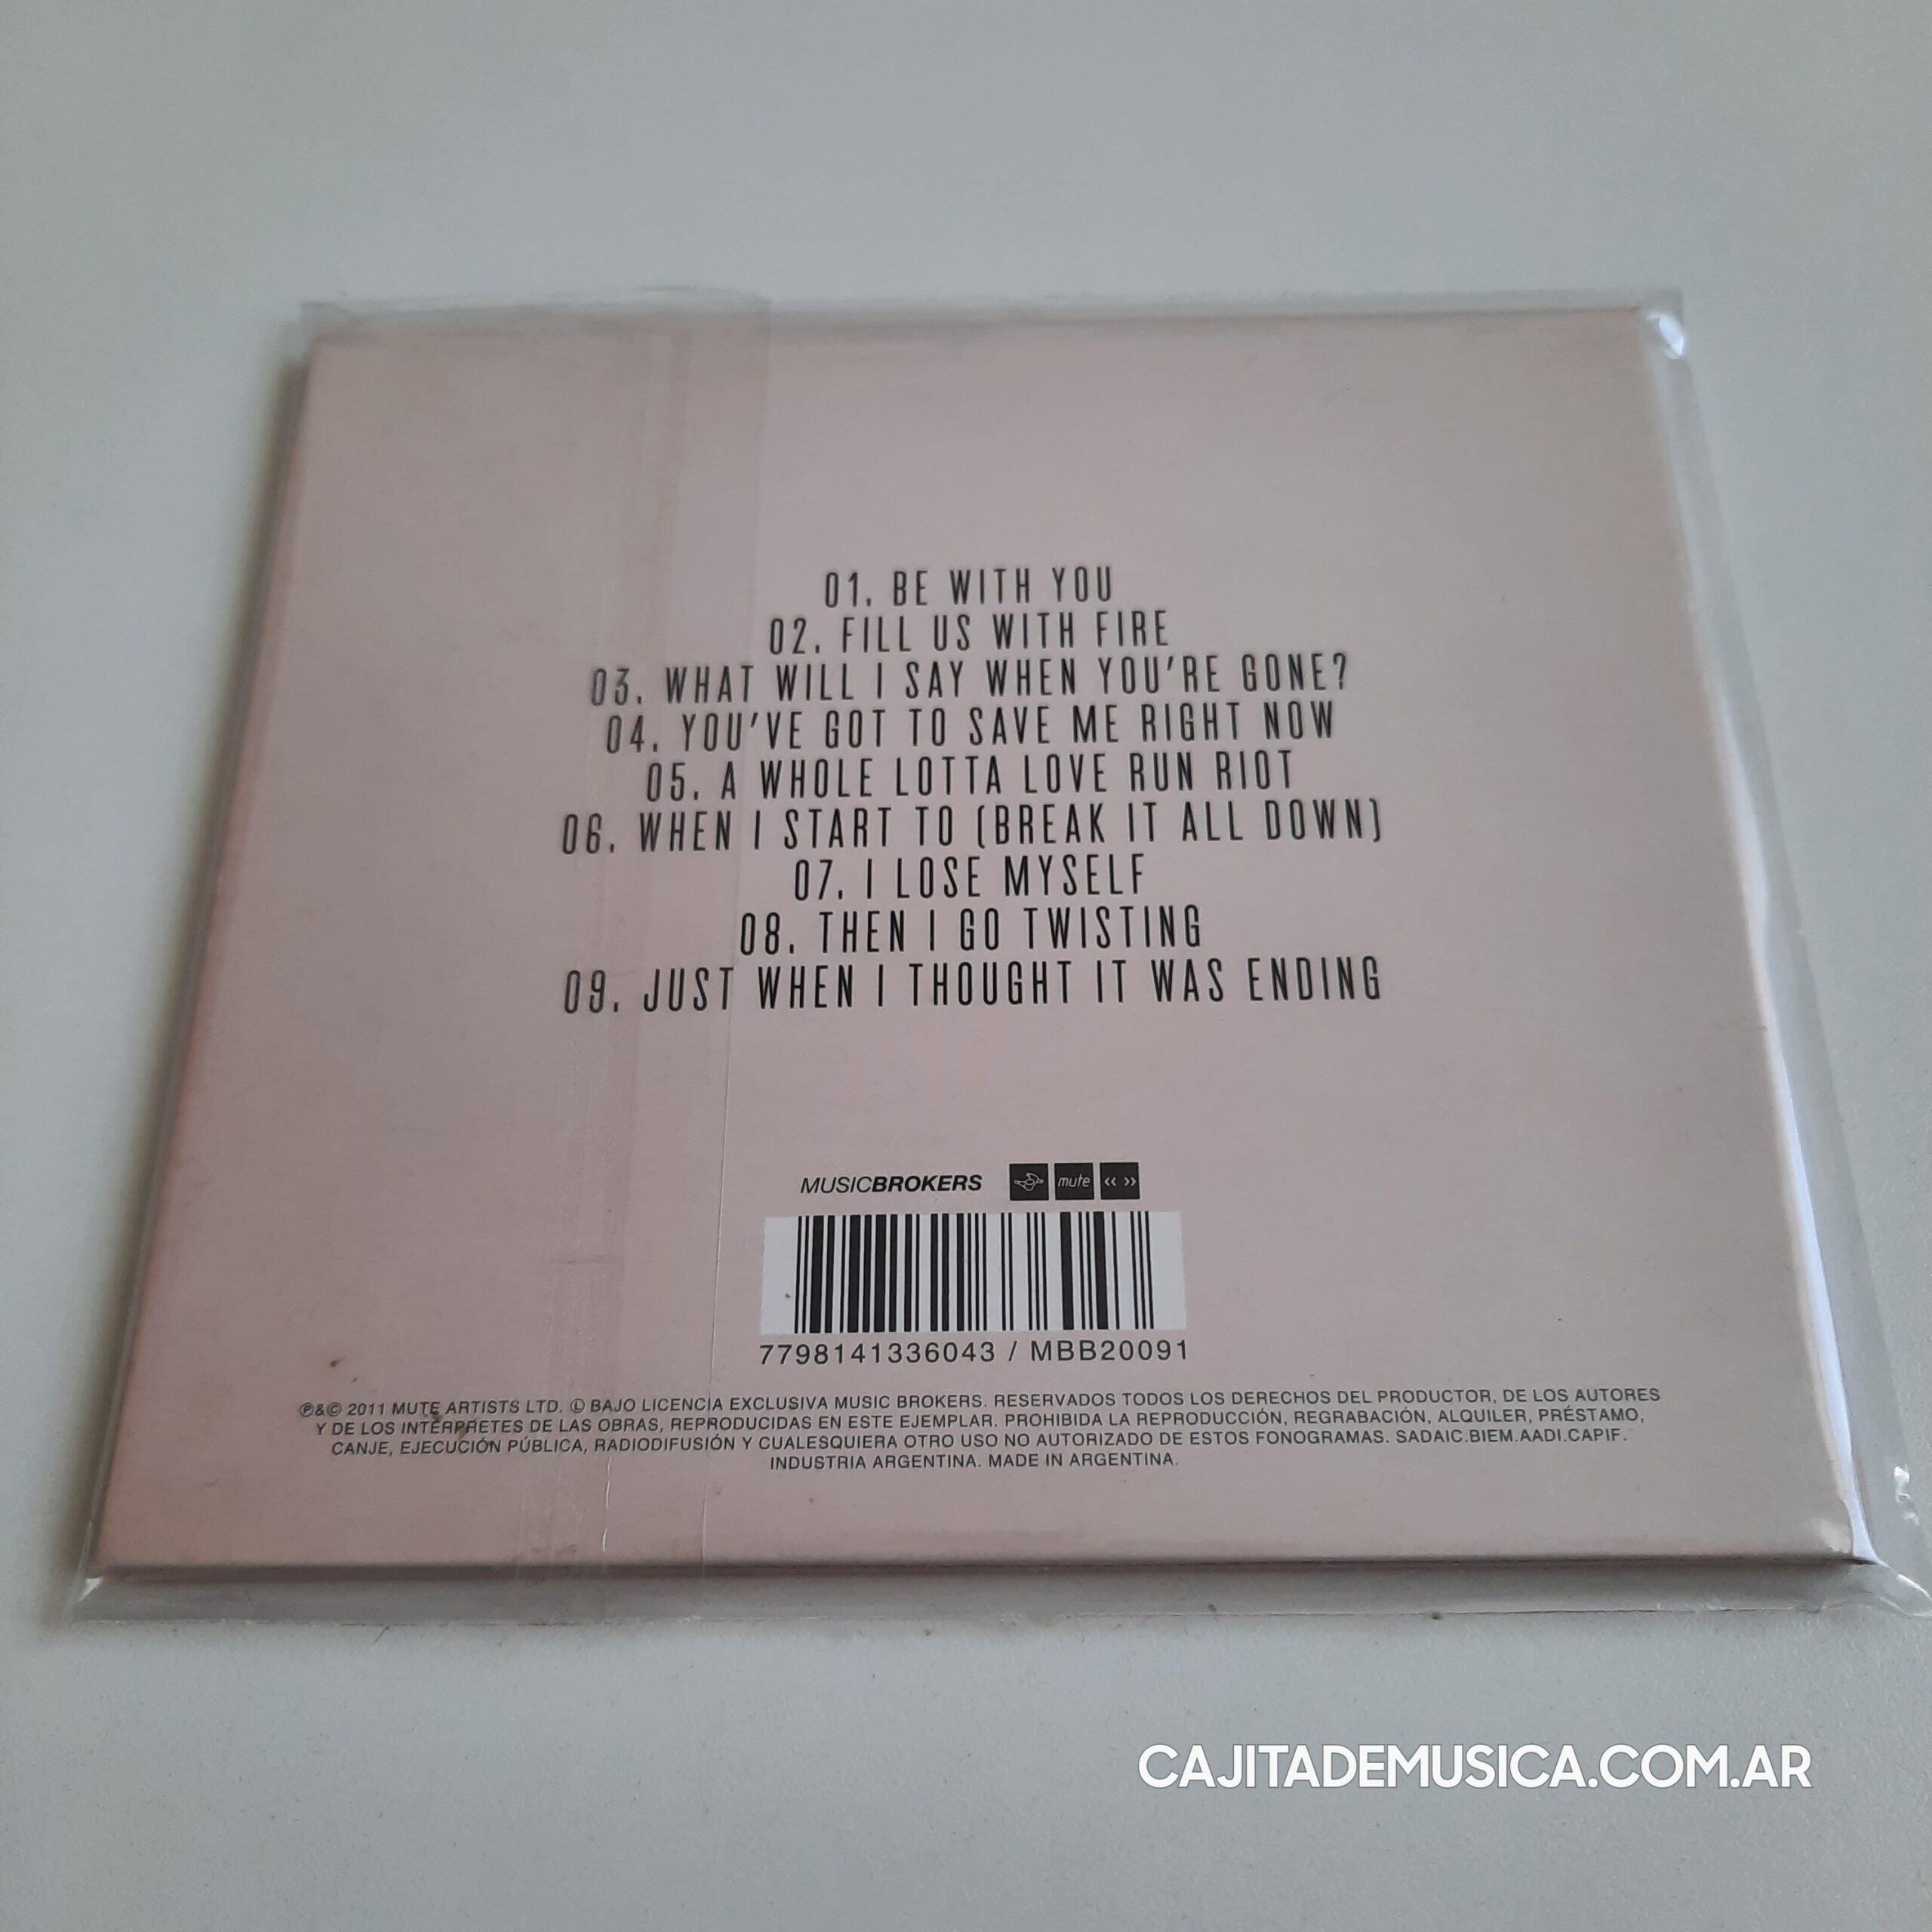 01. BE WITH YOU
02. FILL US WITH FIRE
03. WHAT WILL I SAY WHEN YOU'RE GONE?
04. YOU'VE GOT TO SAVE ME RIGHT NOW
05. A WHOLE LOTTA LOVE RUN RIOT
06. WHEN I START TO (BREAK IT ALL DOWN)
07. I LOSE MYSELF
08. THEN I GO TWISTING
09. JUST WHEN I THOUGHT IT WAS ENDING
MUSICBROKERS mute « »
7798141336043 / MBB20091
℗&© 2011 MUTE ARTISTS LTD. Ⓛ BAJO LICENCIA EXCLUSIVA MUSIC BROKERS. RESERVADOS TODOS LOS DERECHOS DEL PRODUCTOR, DE LOS AUTORES
Y DE LOS INTÉRPRETES DE LAS OBRAS, REPRODUCIDAS EN ESTE EJEMPLAR. PROHIBIDA LA REPRODUCCIÓN, REGRABACIÓN, ALQUILER, PRÉSTAMO,
CANJE, EJECUCIÓN PÚBLICA, RADIODIFUSIÓN Y CUALESQUIERA OTRO USO NO AUTORIZADO DE ESTOS FONOGRAMAS. SADAIC.BIEM.AADI.CAPIF.
INDUSTRIA ARGENTINA. MADE IN ARGENTINA.
CAJITADEMUSICA.COM.AR